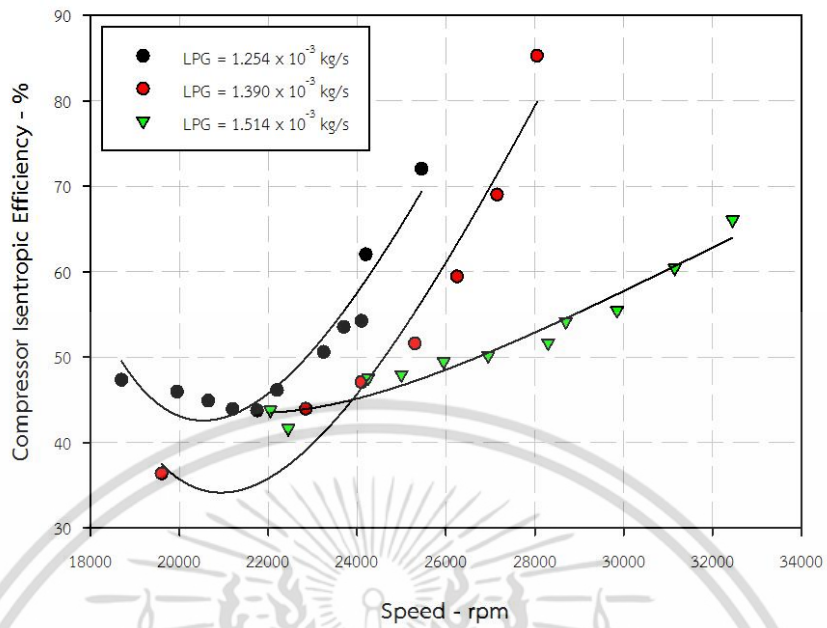 90
80
70
60
50
40
30
Compressor Isentropic Efficiency - %
LPG = 1.254 x 10⁻³ kg/s
LPG = 1.390 x 10⁻³ kg/s
LPG = 1.514 x 10⁻³ kg/s
18000 20000 22000 24000 26000 28000 30000 32000 34000
Speed - rpm